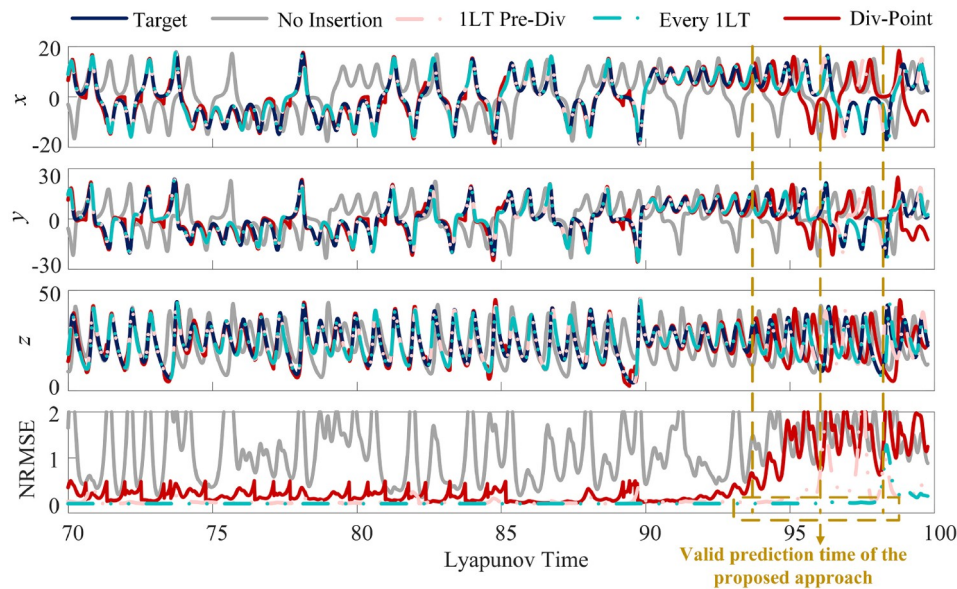 Target No Insertion 1LT Pre-Div Every 1LT Div-Point
20
x 0
-20
30
y 0
-30
50
z
0
2
NRMSE 1
0
70 75 80 85 90 95 100
Lyapunov Time
Valid prediction time of the
proposed approach